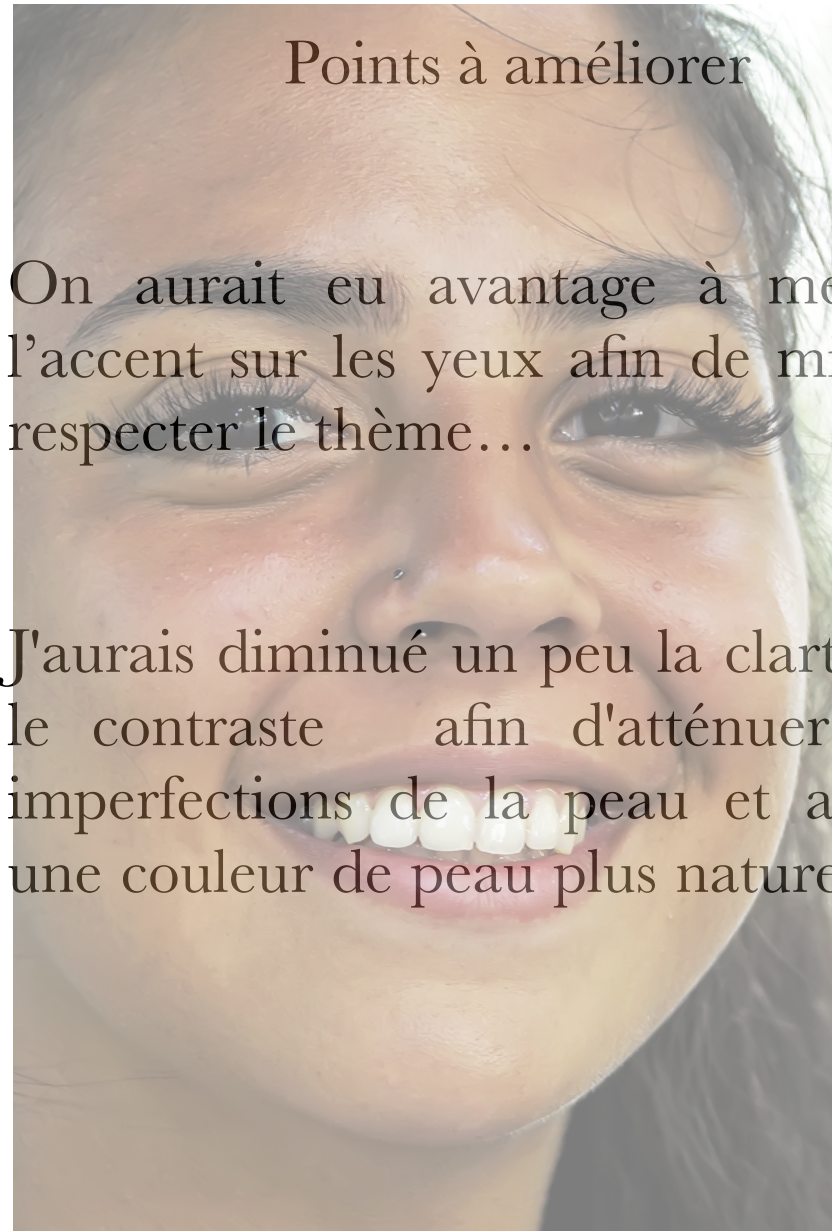 Points à améliorer
On aurait eu avantage à
l’accent sur les yeux afin de
respecter le thème…
J'aurais diminué un peu la
le contraste afin d'atténuer
imperfections de la peau et
une couleur de peau plus